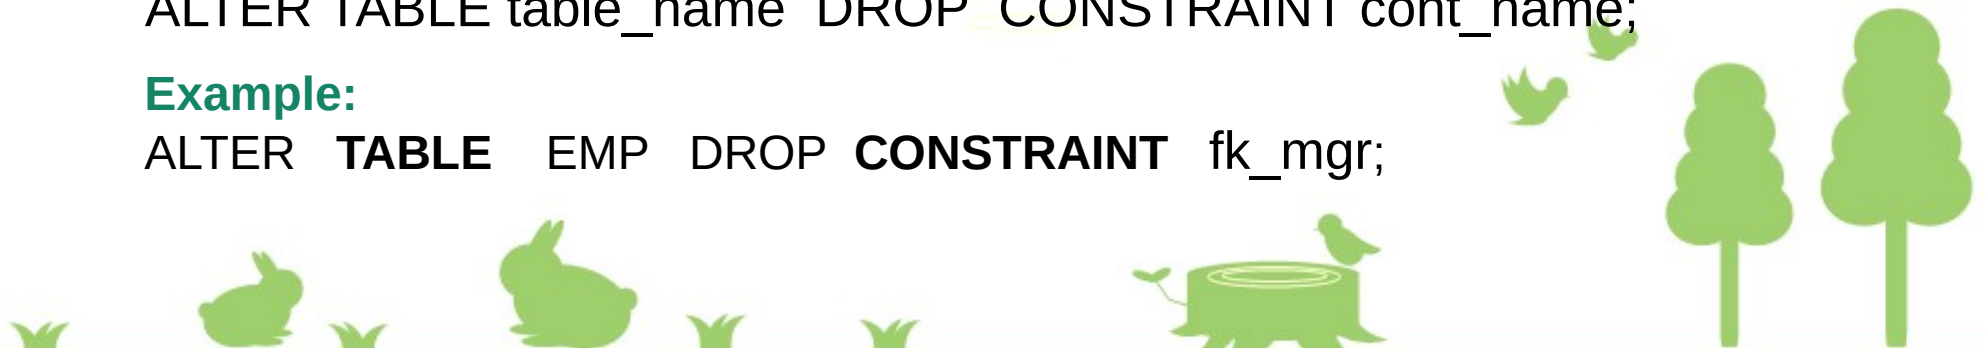 ALTER TABLE table_name DROP CONSTRAINT cont_name;
Example:
ALTER TABLE EMP DROP CONSTRAINT fk_mgr;